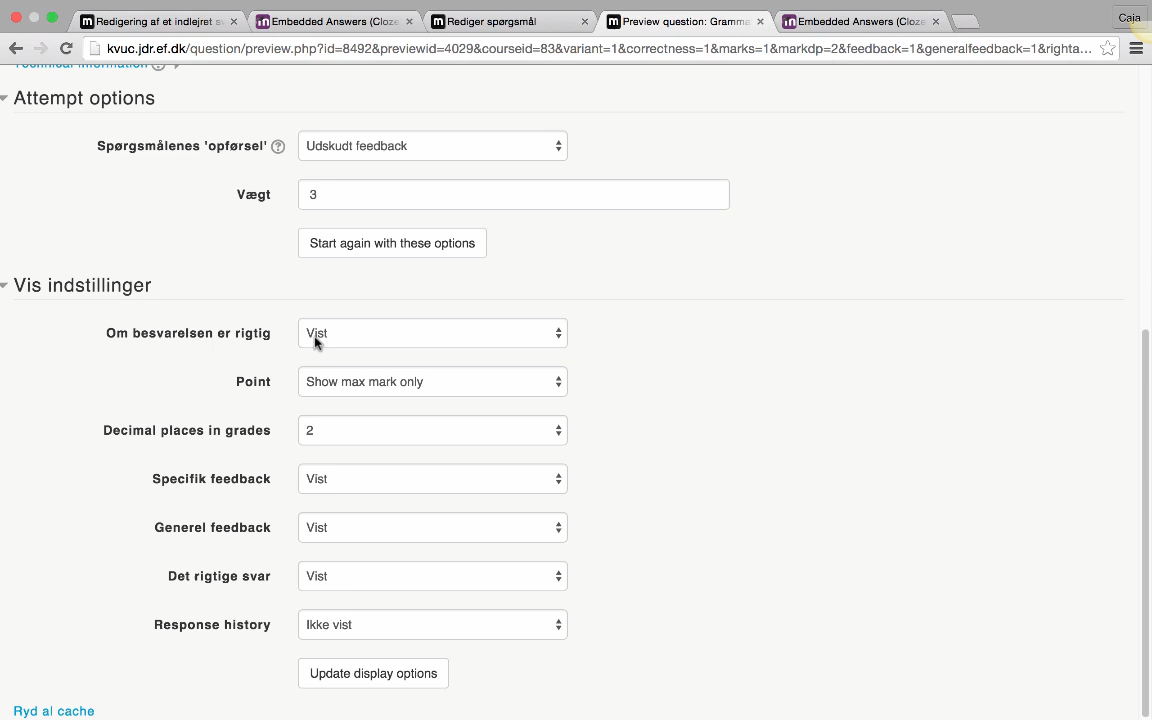 Redigering af et indlejret sv
Embedded Answers (Cloze
Rediger spørgsmål
Preview question: Gramma
Embedded Answers (Cloze
Caja
kvuc.jdr.ef.dk/question/preview.php?id=8492&previewid=4029&courseid=83&variant=1&correctness=1&marks=1&markdp=2&feedback=1&generalfeedback=1&righta...
Technical information
Attempt options
Spørgsmålenes 'opførsel' ? Udskudt feedback
Vægt 3
Start again with these options
Vis indstillinger
Om besvarelsen er rigtig Vist
Point Show max mark only
Decimal places in grades 2
Specifik feedback Vist
Generel feedback Vist
Det rigtige svar Vist
Response history Ikke vist
Update display options
Ryd al cache